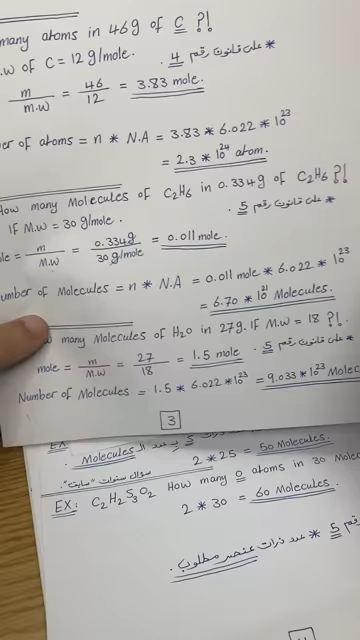 many atoms in 46g of C ?!
.W of C = 12 g/mole. * على قانون رقم 4.
m/M.W = 46/12 = 3.83 mole.
er of atoms = n * N.A = 3.83 * 6.022 * 10^23
= 2.3 * 10^24 atom.
How many Molecules of C2H6 in 0.334g of C2H6 ?!
IF M.W = 30 g/mole. * على قانون رقم 5.
le = m/M.W = 0.334g/30 g/mole = 0.011 mole.
umber of Molecules = n * N.A = 0.011 mole * 6.022 * 10^23
= 6.70 * 10^21 Molecules.
many Molecules of H2O in 27g. If M.W = 18 ?!
mole = m/M.W = 27/18 = 1.5 mole * على قانون رقم 5.
Number of Molecules = 1.5 * 6.022 * 10^23 = 9.033 * 10^23 Molec
3
EX
عدد الـ Molecules.
2 * 25 = 50 Molecules.
سؤال سنوات "سابت".
EX: C2H2S3O2 How many O atoms in 30 Molec
2 * 30 = 60 Molecules.
رقم 5 * عدد ذرات عنصر مطلوب.